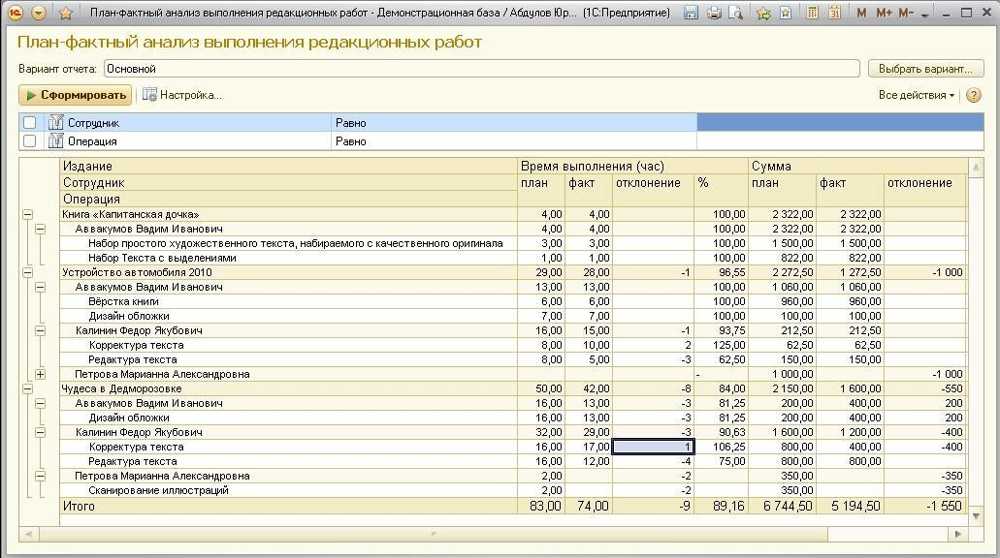 План-фактный анализ выполнения редакционных работ - Демонстрационная база / Абдулов Юр... (1С:Предприятие)
M M+ M-
План-фактный анализ выполнения редакционных работ
Вариант отчета: Основной Выбрать вариант...
Сформировать Настройка... Все действия ?
Сотрудник Равно
Операция Равно
Издание Время выполнения (час) Сумма
Сотрудник план факт отклонение % план факт отклонение
Операция
Книга «Капитанская дочка» 4,00 4,00 100,00 2 322,00 2 322,00
Аввакумов Вадим Иванович 4,00 4,00 100,00 2 322,00 2 322,00
Набор простого художественного текста, набираемого с качественного оригинала 3,00 3,00 100,00 1 500,00 1 500,00
Набор Текста с выделениями 1,00 1,00 100,00 822,00 822,00
Устройство автомобиля 2010 29,00 28,00 -1 96,55 2 272,50 1 272,50 -1 000
Аввакумов Вадим Иванович 13,00 13,00 100,00 1 060,00 1 060,00
Вёрстка книги 6,00 6,00 100,00 960,00 960,00
Дизайн обложки 7,00 7,00 100,00 100,00 100,00
Калинин Федор Якубович 16,00 15,00 -1 93,75 212,50 212,50
Корректура текста 8,00 10,00 2 125,00 62,50 62,50
Редактура текста 8,00 5,00 -3 62,50 150,00 150,00
Петрова Марианна Александровна - 1 000,00 -1 000
Чудеса в Дедморозовке 50,00 42,00 -8 84,00 2 150,00 1 600,00 -550
Аввакумов Вадим Иванович 16,00 13,00 -3 81,25 200,00 400,00 200
Дизайн обложки 16,00 13,00 -3 81,25 200,00 400,00 200
Калинин Федор Якубович 32,00 29,00 -3 90,63 1 600,00 1 200,00 -400
Корректура текста 16,00 17,00 1 106,25 800,00 400,00 -400
Редактура текста 16,00 12,00 -4 75,00 800,00 800,00
Петрова Марианна Александровна 2,00 -2 350,00 -350
Сканирование иллюстраций 2,00 -2 350,00 -350
Итого 83,00 74,00 -9 89,16 6 744,50 5 194,50 -1 550